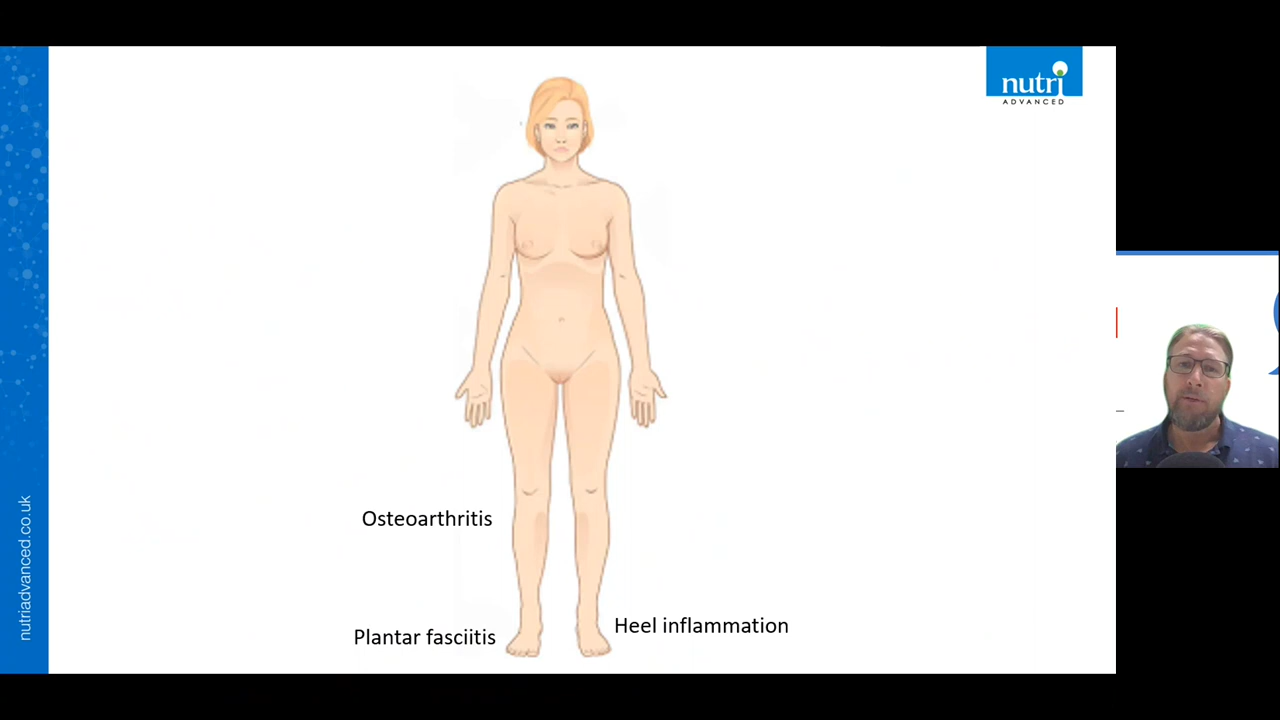 nutri
ADVANCED
Osteoarthritis
Plantar fasciitis
Heel inflammation
nutriadvanced.co.uk